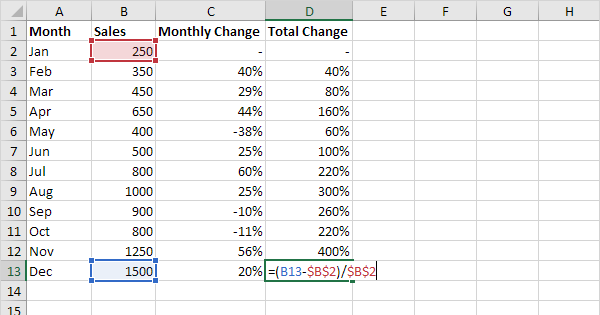 A B C D E F G H
1 Month Sales Monthly Change Total Change
2 Jan 250 - -
3 Feb 350 40% 40%
4 Mar 450 29% 80%
5 Apr 650 44% 160%
6 May 400 -38% 60%
7 Jun 500 25% 100%
8 Jul 800 60% 220%
9 Aug 1000 25% 300%
10 Sep 900 -10% 260%
11 Oct 800 -11% 220%
12 Nov 1250 56% 400%
13 Dec 1500 20% =(B13-$B$2)/$B$2
14
15